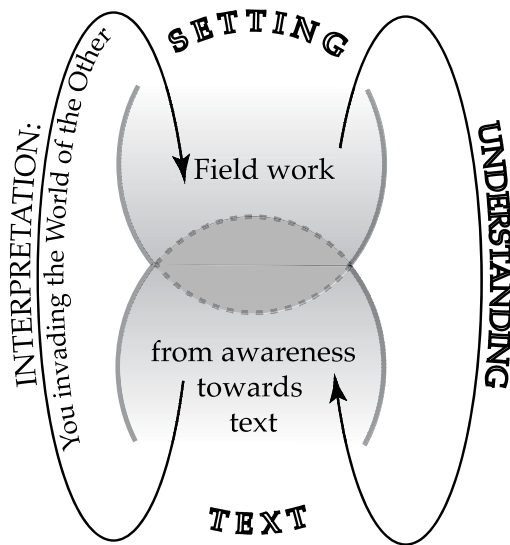 SETTING
INTERPRETATION:
You invading the World of the Other
Field work
UNDERSTANDING
from awareness
towards
text
TEXT